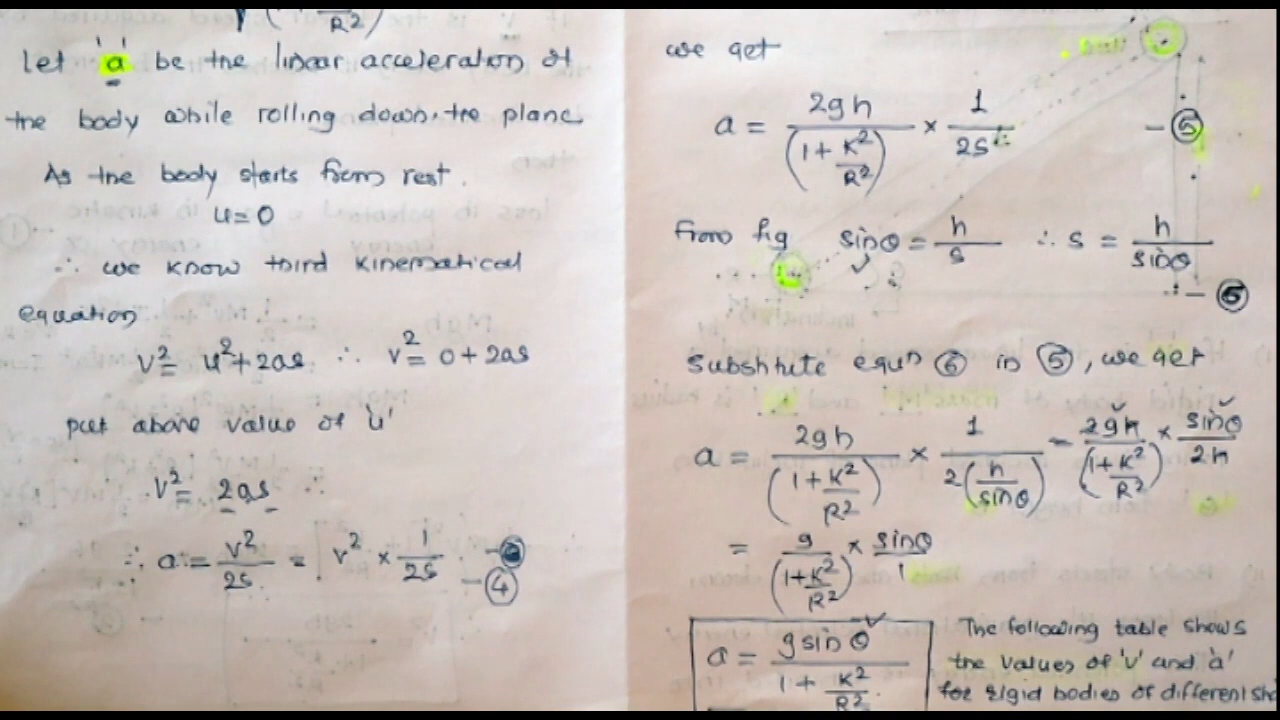 Let 'a' be the linear acceleration of
the body while rolling down the plane.
As the body starts from rest.
u=0
∴ we know third kinematical
equation
v² = u²+2as ∴ v² = 0+2as
put above value of 'u'
v² = 2as
∴ a = v²/2s = v² × 1/2s —④
we get
a = 2gh/(1+K²/R²) × 1/2s —⑤
From fig sinθ = h/s ∴ s = h/sinθ
—⑥
Substitute equn ⑥ in ⑤, we get
a = 2gh/(1+K²/R²) × 1/2(h/sinθ) = 2gh/(1+K²/R²) × sinθ/2h
= g/(1+K²/R²) × sinθ/1
a = g sinθ/1+K²/R²
The following table shows
the values of 'v' and 'a'
for rigid bodies of different